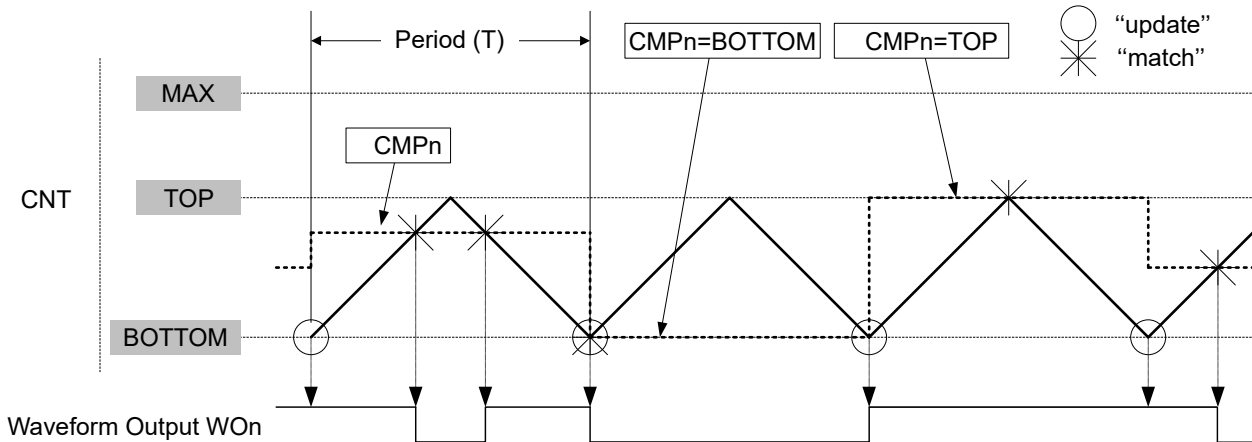 Period (T)
CMPn=BOTTOM
CMPn=TOP
"update"
"match"
MAX
CMPn
CNT
TOP
BOTTOM
Waveform Output WOn